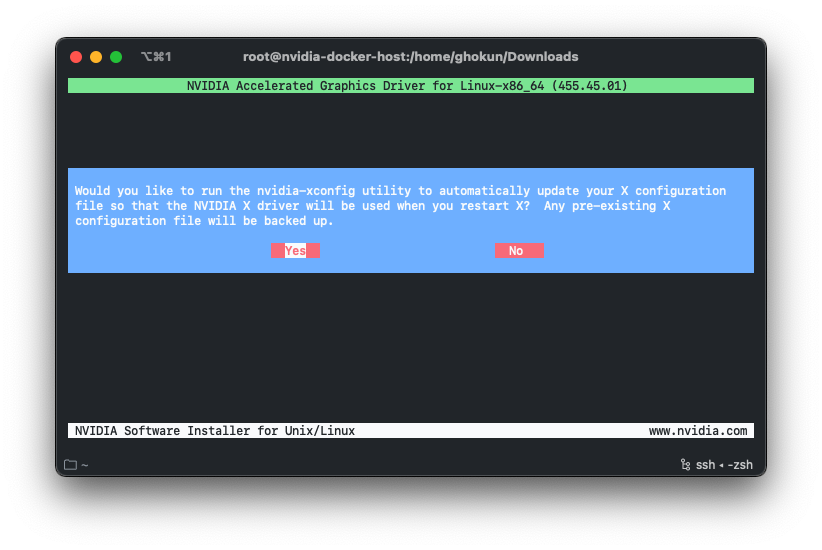 ⌥⌘1 root@nvidia-docker-host:/home/ghokun/Downloads
NVIDIA Accelerated Graphics Driver for Linux-x86_64 (455.45.01)
Would you like to run the nvidia-xconfig utility to automatically update your X configuration
file so that the NVIDIA X driver will be used when you restart X?  Any pre-existing X
configuration file will be backed up.
Yes No
NVIDIA Software Installer for Unix/Linux www.nvidia.com
~ ssh ◂ -zsh